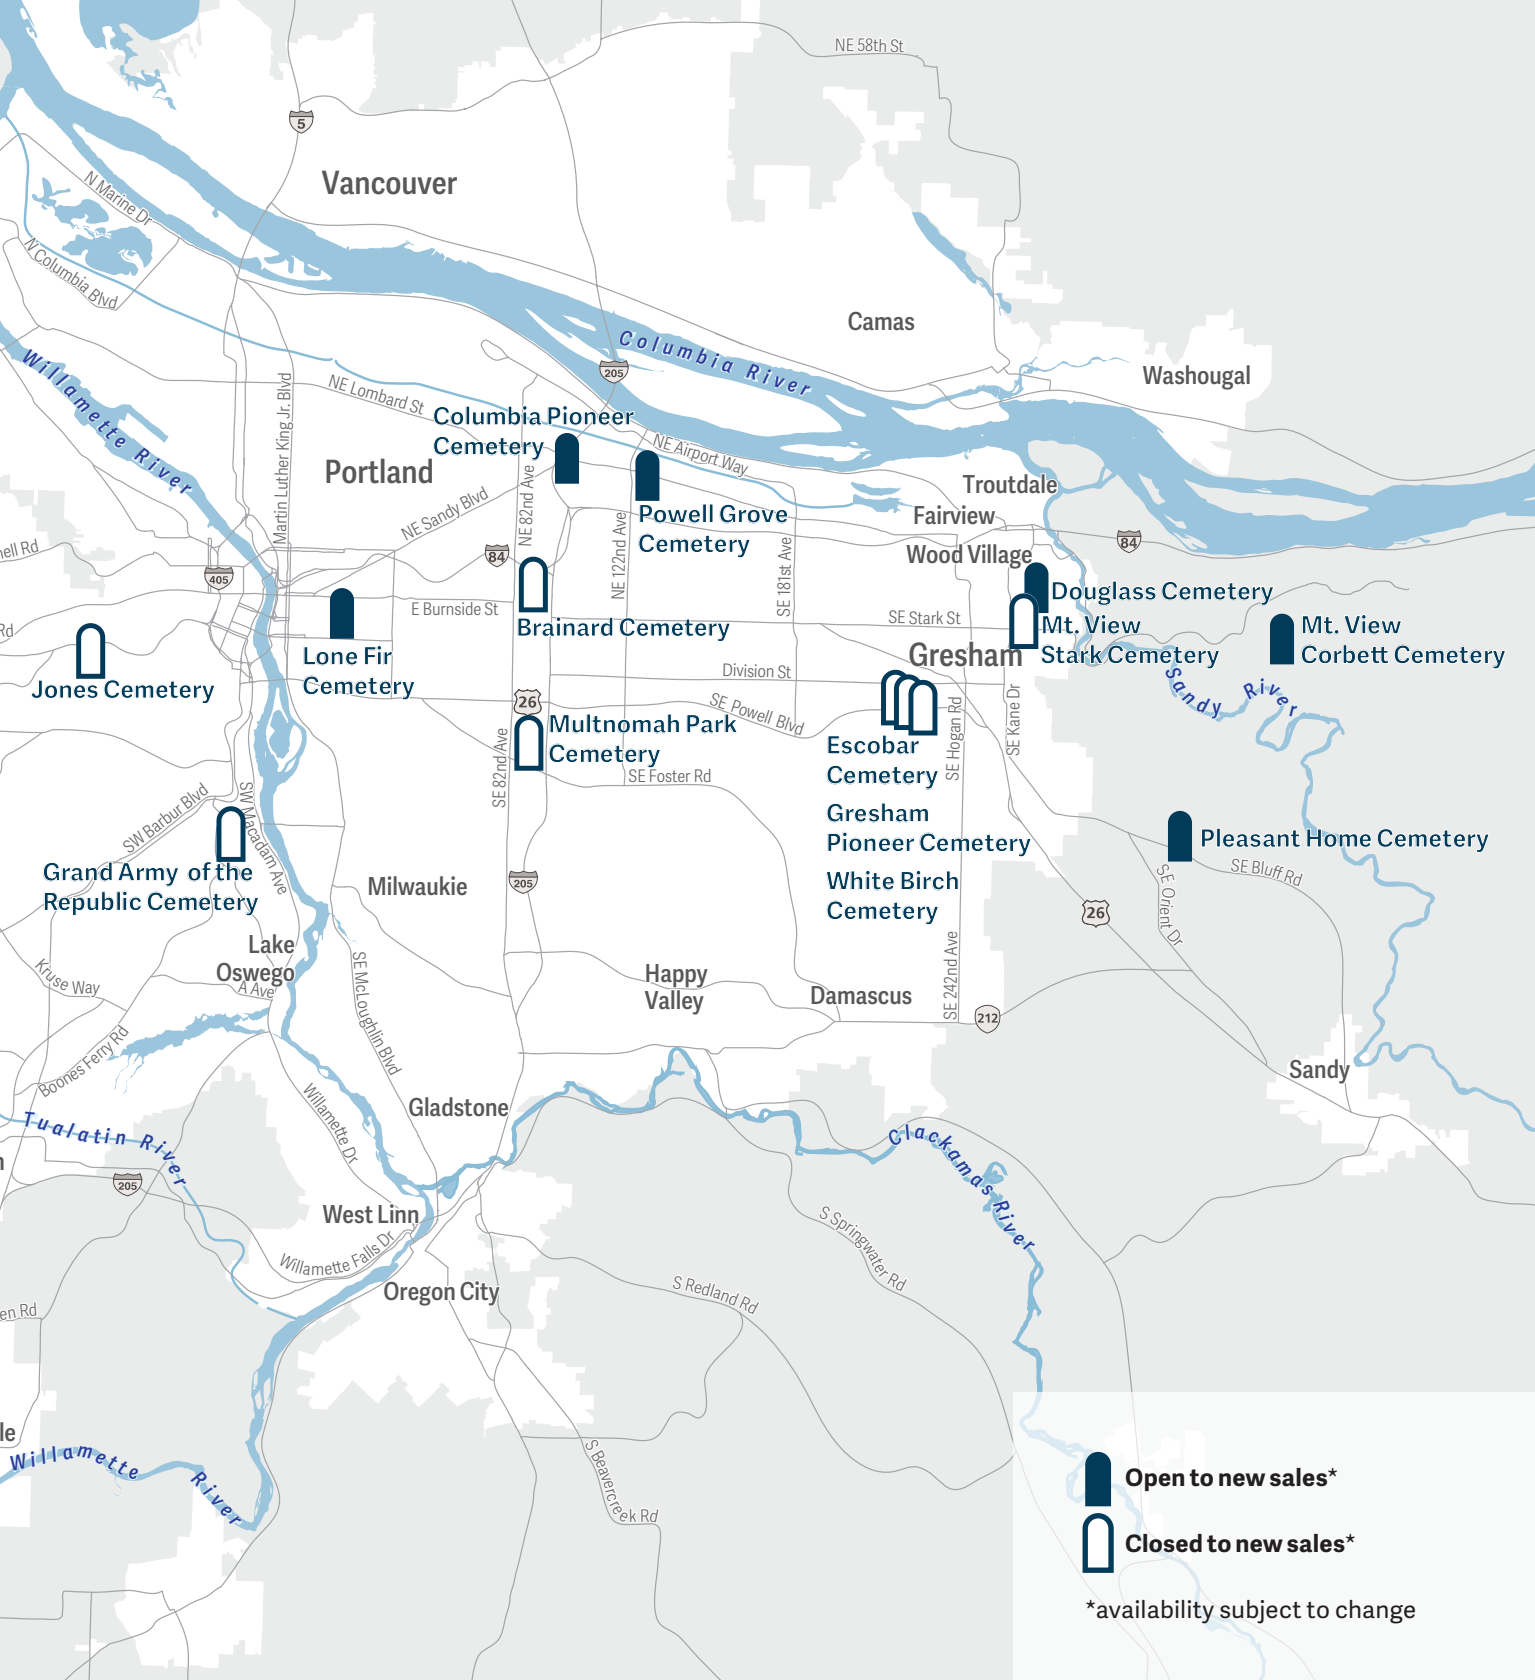 NE 58th St
5
Vancouver
N Marine Dr
N Columbia Blvd
Camas
Columbia River
Washougal
205
Willamette River
NE Lombard St
Martin Luther King Jr. Blvd
Columbia Pioneer
Cemetery
NE Airport Way
Portland
NE Sandy Blvd
NE 82nd Ave
Troutdale
Powell Grove
Cemetery
Fairview
NE 122nd Ave
SE 181st Ave
84
84
Wood Village
ell Rd
405
Douglass Cemetery
E Burnside St
SE Stark St
Brainard Cemetery
Mt. View
Stark Cemetery
Mt. View
Corbett Cemetery
Rd
Lone Fir
Cemetery
Gresham
Jones Cemetery
Division St
Sandy River
26
SE Powell Blvd
Multnomah Park
Cemetery
SE Hogan Rd
SE Kane Dr
Escobar
Cemetery
SE 82nd Ave
SE Foster Rd
SW Barbur Blvd
SW Macadam Ave
Gresham
Pioneer Cemetery
Pleasant Home Cemetery
Grand Army of the
Republic Cemetery
Milwaukie
205
White Birch
Cemetery
SE Bluff Rd
SE Orient Dr
26
Lake
Oswego
A Ave
Kruse Way
SE McLoughlin Blvd
Happy
Valley
Damascus
SE 242nd Ave
212
Boones Ferry Rd
Sandy
Willamette Dr
Gladstone
Tualatin River
Clackamas River
n
205
West Linn
Willamette Falls Dr
S Springwater Rd
Oregon City
S Redland Rd
en Rd
le
Willamette River
S Beavercreek Rd
Open to new sales*
Closed to new sales*
*availability subject to change